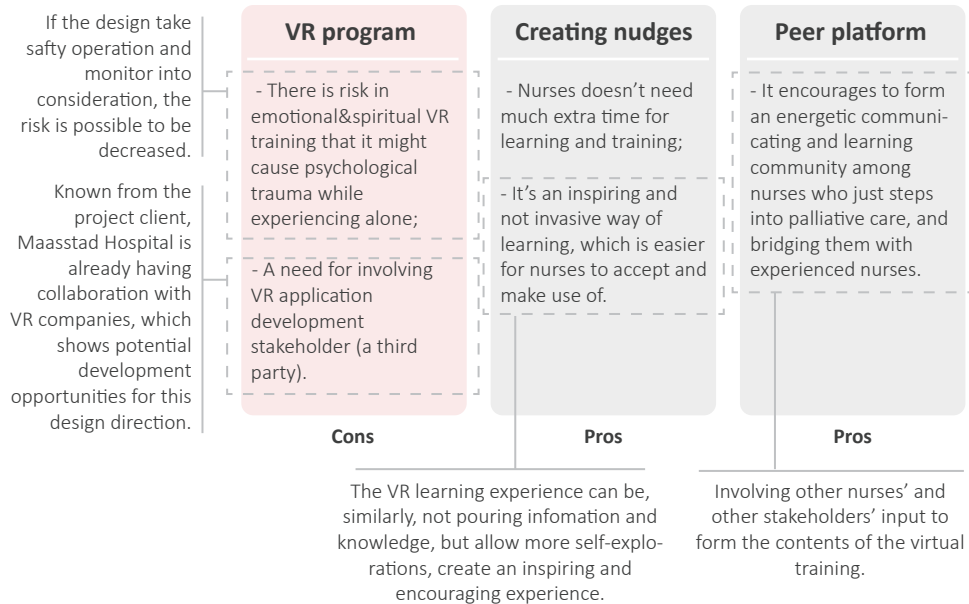 If the design take
safty operation and
monitor into
consideration, the
risk is possible to be
decreased.
Known from the
project client,
Maasstad Hospital is
already having
collaboration with
VR companies, which
shows potential
development
opportunities for this
design direction.
VR program
- There is risk in
emotional&spiritual VR
training that it might
cause psychological
trauma while
experiencing alone;
- A need for involving
VR application
development
stakeholder (a third
party).
Cons
Creating nudges
- Nurses doesn’t need
much extra time for
learning and training;
- It’s an inspiring and
not invasive way of
learning, which is easier
for nurses to accept and
make use of.
Pros
Peer platform
- It encourages to form
an energetic communi-
cating and learning
community among
nurses who just steps
into palliative care, and
bridging them with
experienced nurses.
Pros
The VR learning experience can be,
similarly, not pouring infomation and
knowledge, but allow more self-explo-
rations, create an inspiring and
encouraging experience.
Involving other nurses’ and
other stakeholders’ input to
form the contents of the virtual
training.